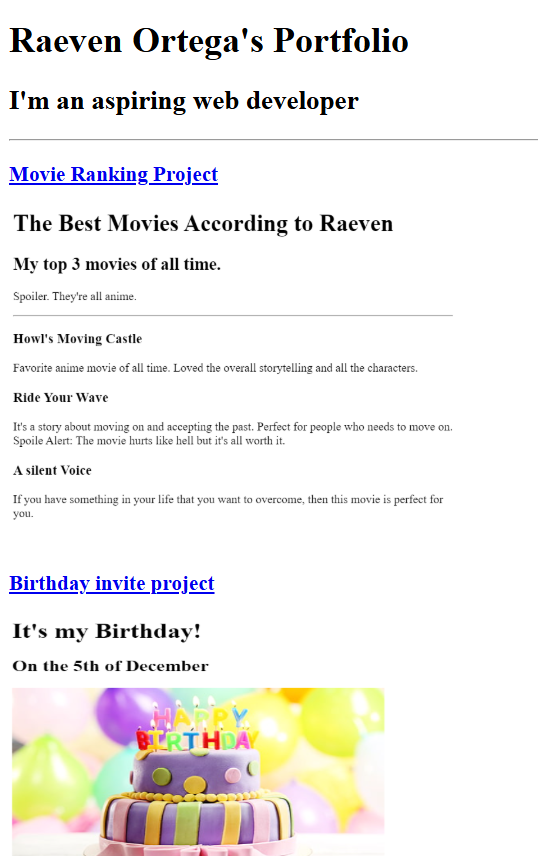 Raeven Ortega's Portfolio
I'm an aspiring web developer
Movie Ranking Project
The Best Movies According to Raeven
My top 3 movies of all time.
Spoiler. They're all anime.
Howl's Moving Castle
Favorite anime movie of all time. Loved the overall storytelling and all the characters.
Ride Your Wave
It's a story about moving on and accepting the past. Perfect for people who needs to move on.
Spoile Alert: The movie hurts like hell but it's all worth it.
A silent Voice
If you have something in your life that you want to overcome, then this movie is perfect for
you.
Birthday invite project
It's my Birthday!
On the 5th of December
HAPPY
BIRTHDAY